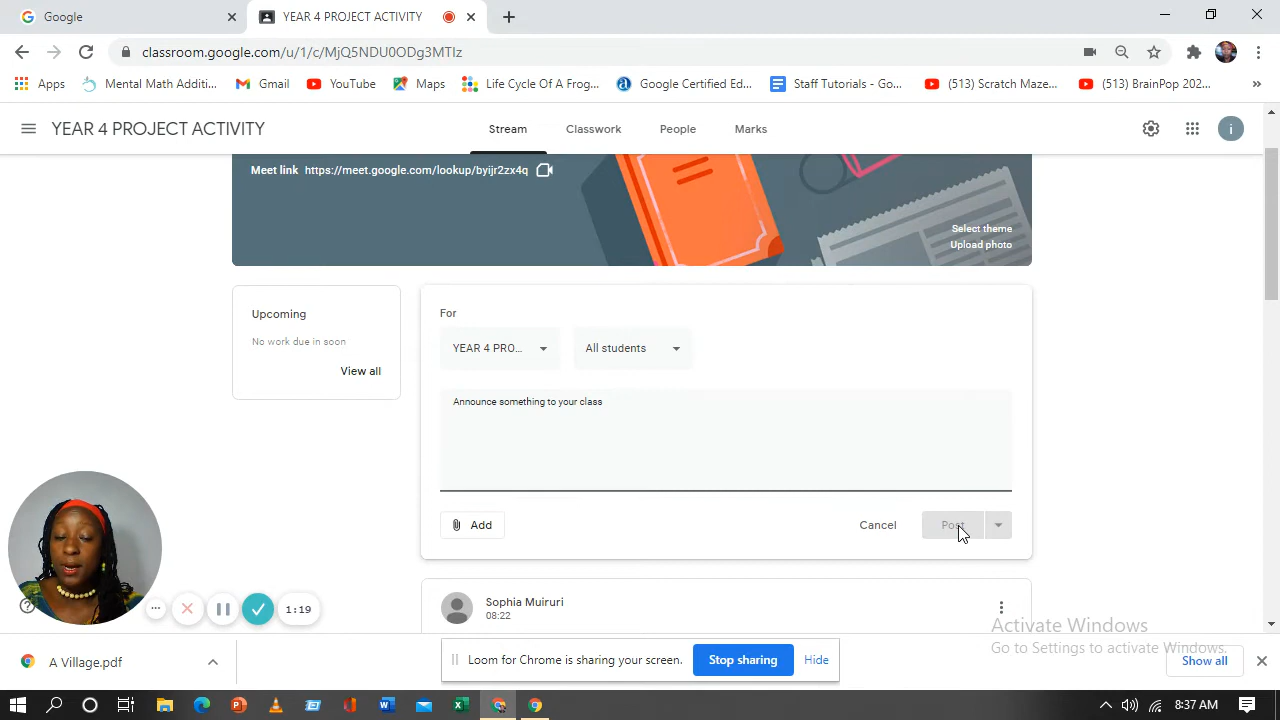 Google
YEAR 4 PROJECT ACTIVITY
classroom.google.com/u/1/c/MjQ5NDU0ODg3MTIz
Apps
Mental Math Additi...
Gmail
YouTube
Maps
Life Cycle Of A Frog...
Google Certified Ed...
Staff Tutorials - Go...
(513) Scratch Maze...
(513) BrainPop 202...
»
YEAR 4 PROJECT ACTIVITY
Stream
Classwork
People
Marks
i
Meet link https://meet.google.com/lookup/byijr2zx4q
Select theme
Upload photo
Upcoming
No work due in soon
View all
For
YEAR 4 PRO...
All students
Announce something to your class
Add
Cancel
Post
Sophia Muiruri
08:22
1:19
Activate Windows
Go to Settings to activate Windows.
A Village.pdf
Loom for Chrome is sharing your screen.
Stop sharing
Hide
Show all
8:37 AM